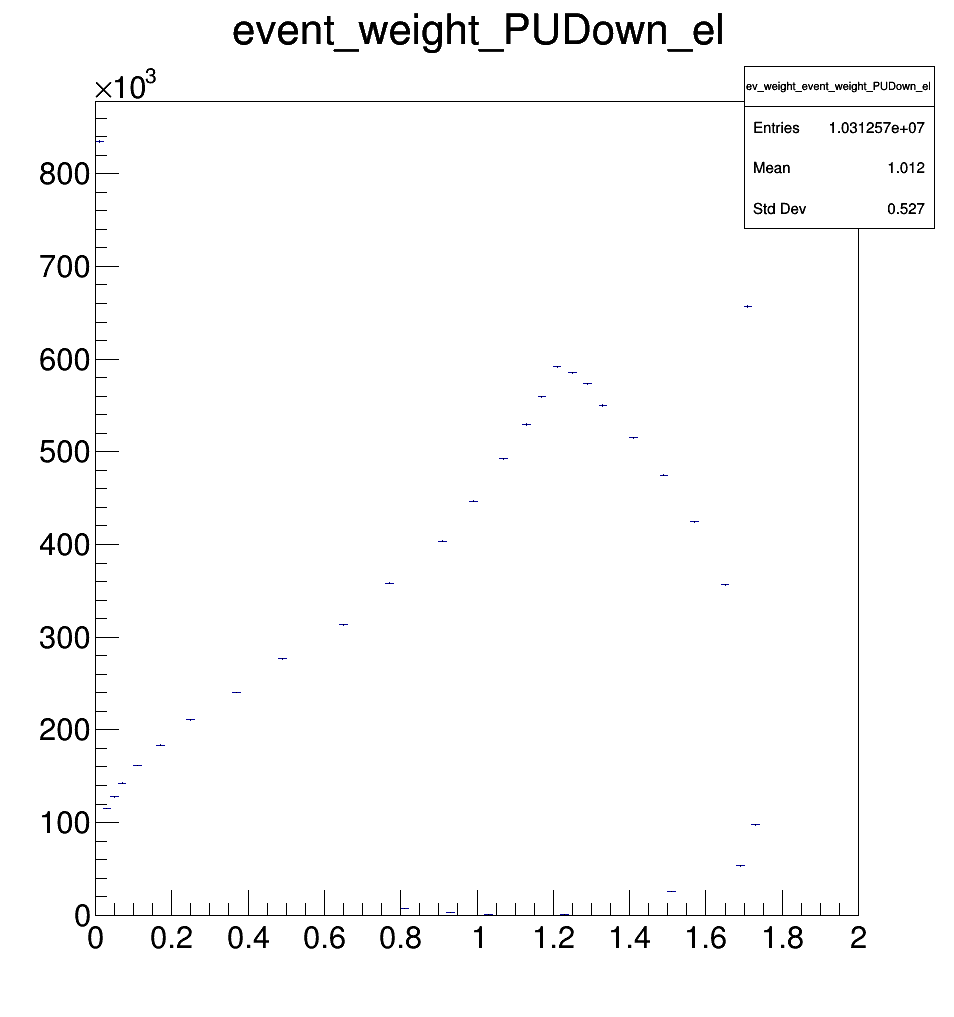 event_weight_PUDown_el
×10³
ev_weight_event_weight_PUDown_el
Entries 1.031257e+07
Mean 1.012
Std Dev 0.527
800
700
600
500
400
300
200
100
0
0 0.2 0.4 0.6 0.8 1 1.2 1.4 1.6 1.8 2